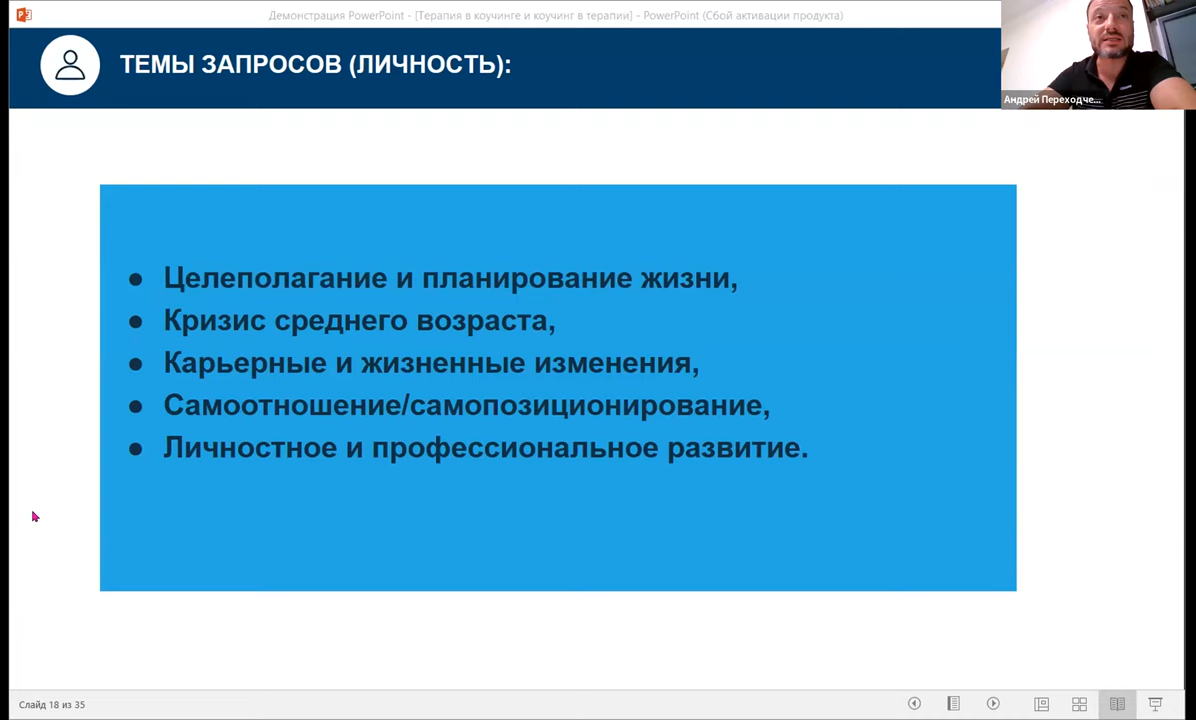 Демонстрация PowerPoint - [Терапия в коучинге и коучинг в терапии] - PowerPoint (Сбой активации продукта)
ТЕМЫ ЗАПРОСОВ (ЛИЧНОСТЬ):
Андрей Переходче...
● Целеполагание и планирование жизни,
● Кризис среднего возраста,
● Карьерные и жизненные изменения,
● Самоотношение/самопозиционирование,
● Личностное и профессиональное развитие.
Слайд 18 из 35